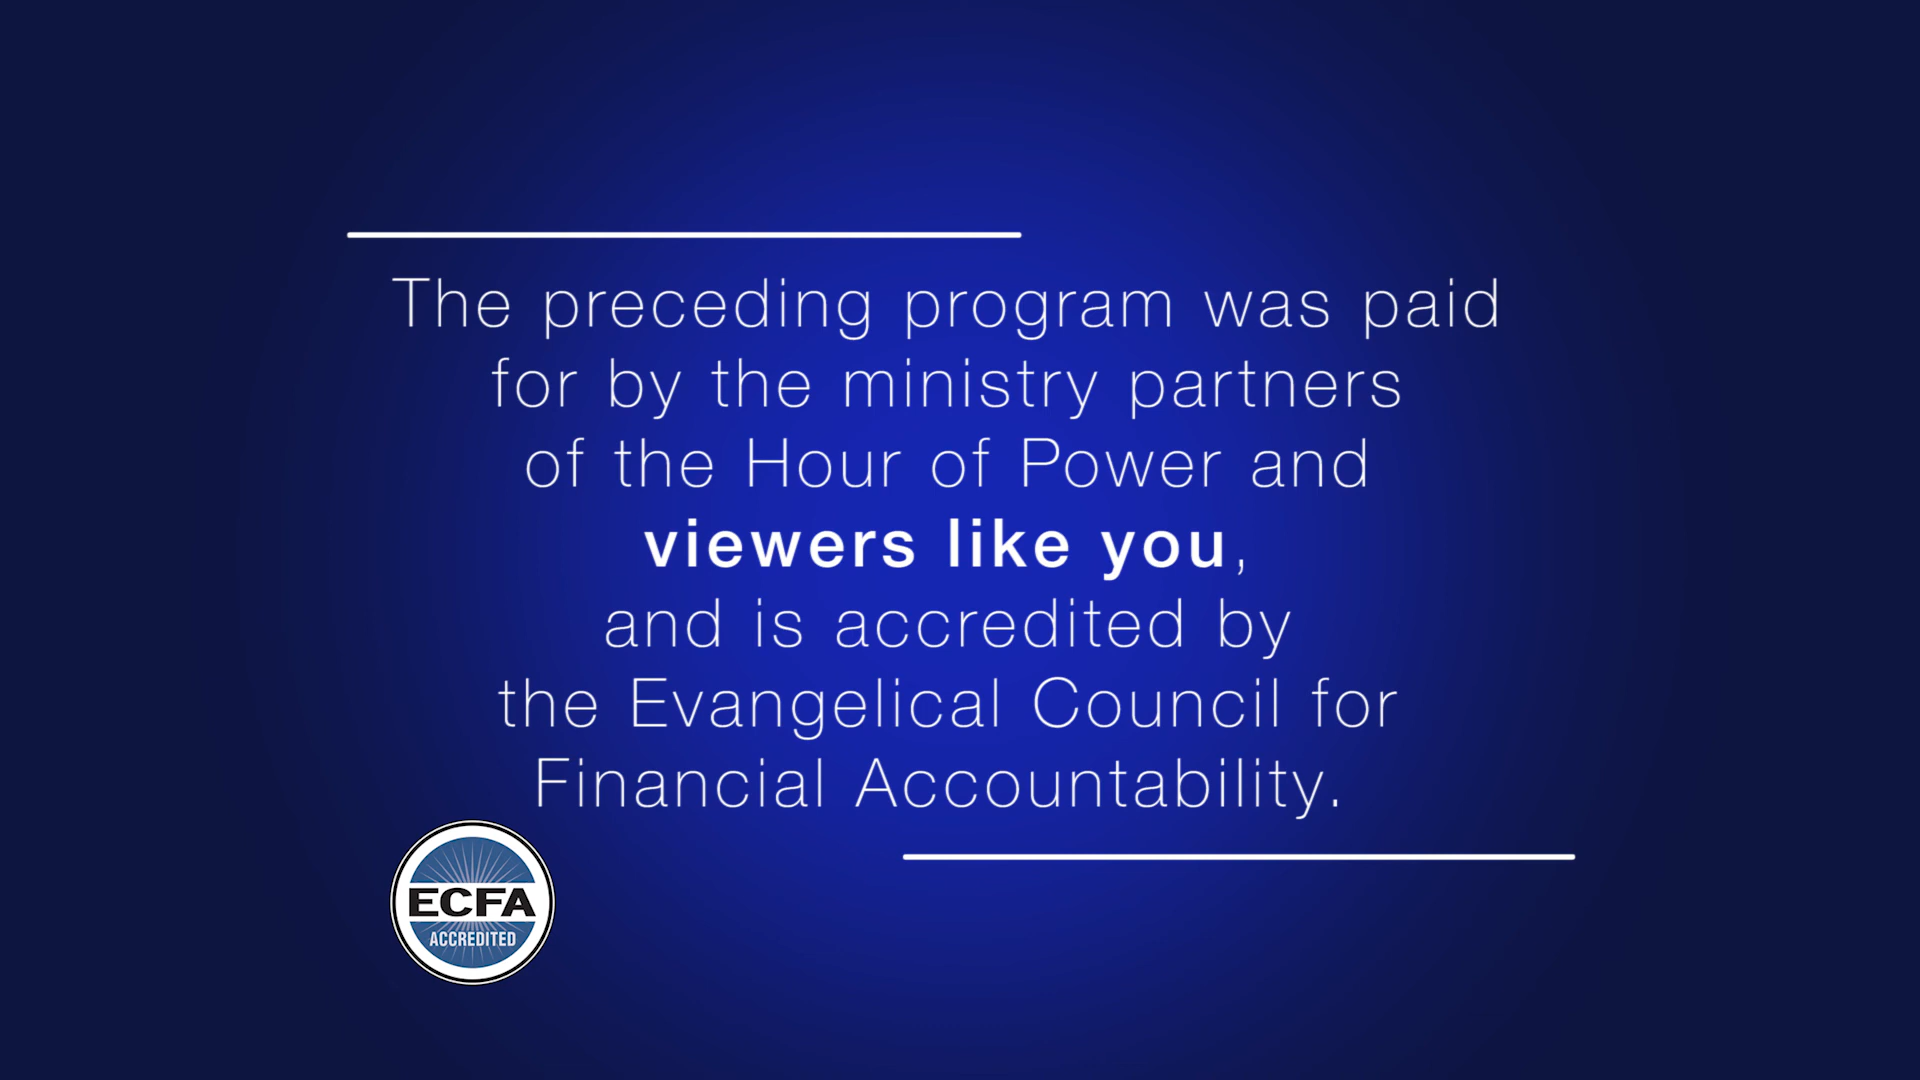 The preceding program was paid
for by the ministry partners
of the Hour of Power and
viewers like you,
and is accredited by
the Evangelical Council for
Financial Accountability.
ECFA
ACCREDITED